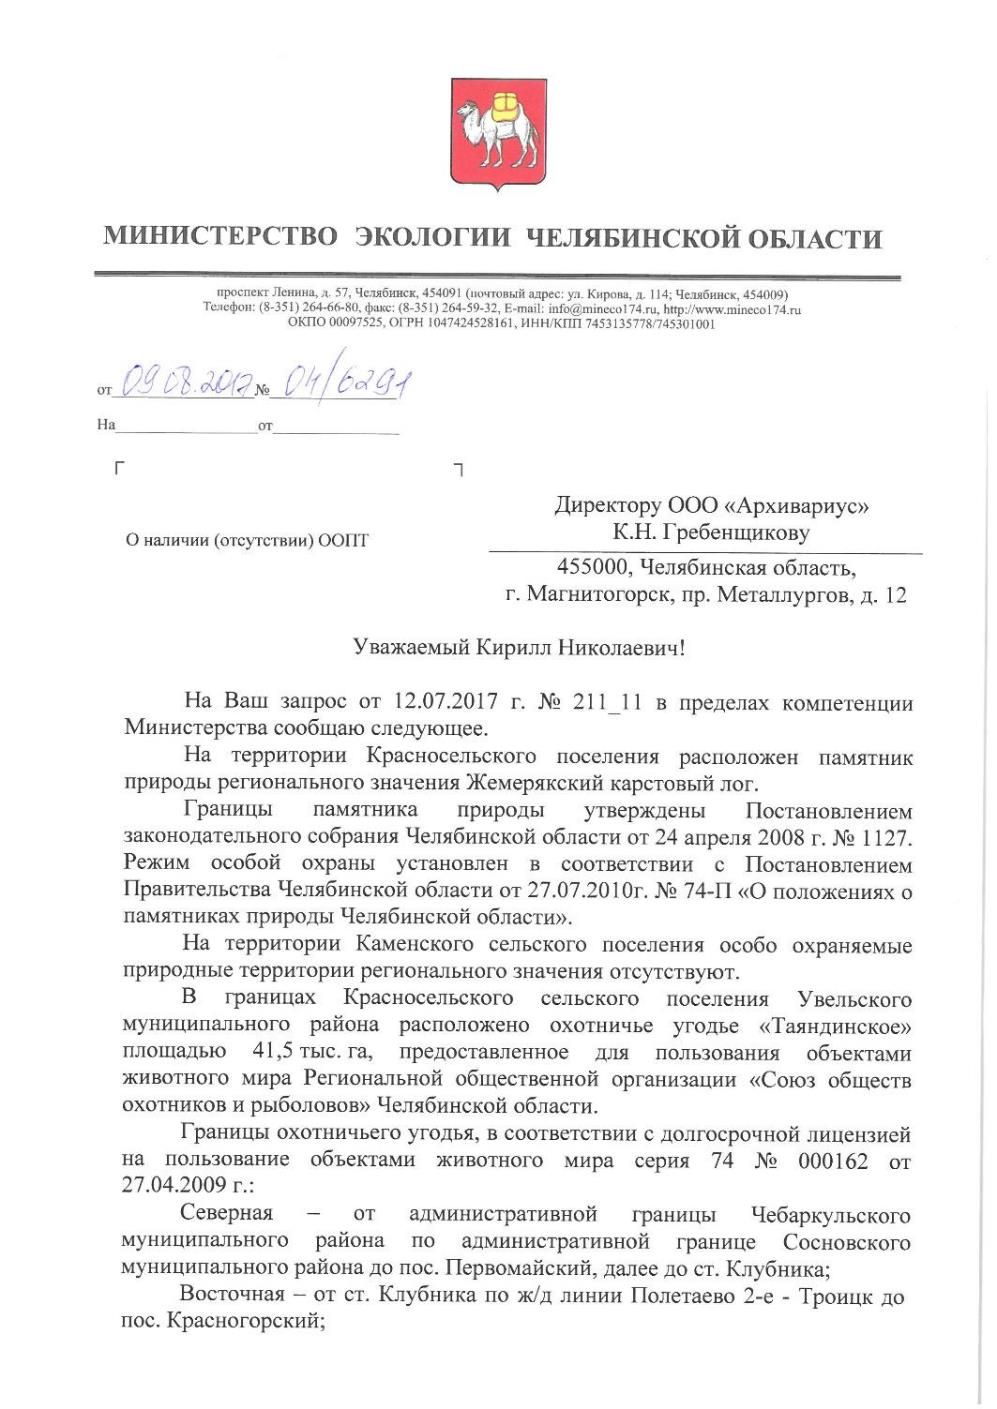 МИНИСТЕРСТВО ЭКОЛОГИИ ЧЕЛЯБИНСКОЙ ОБЛАСТИ
проспект Ленина, д. 57, Челябинск, 454091 (почтовый адрес: ул. Кирова, д. 114; Челябинск, 454009)
Телефон: (8-351) 264-66-80, факс: (8-351) 264-59-32, E-mail: info@mineco174.ru, http://www.mineco174.ru
ОКПО 00097525, ОГРН 1047424528161, ИНН/КПП 7453135778/745301001
от 09.08.2017 № 04/6291
На от
О наличии (отсутствии) ООПТ
Директору ООО «Архивариус»
К.Н. Гребенщикову
455000, Челябинская область,
г. Магнитогорск, пр. Металлургов, д. 12
Уважаемый Кирилл Николаевич!
На Ваш запрос от 12.07.2017 г. № 211_11 в пределах компетенции
Министерства сообщаю следующее.
На территории Красносельского поселения расположен памятник
природы регионального значения Жемерякский карстовый лог.
Границы памятника природы утверждены Постановлением
законодательного собрания Челябинской области от 24 апреля 2008 г. № 1127.
Режим особой охраны установлен в соответствии с Постановлением
Правительства Челябинской области от 27.07.2010г. № 74-П «О положениях о
памятниках природы Челябинской области».
На территории Каменского сельского поселения особо охраняемые
природные территории регионального значения отсутствуют.
В границах Красносельского сельского поселения Увельского
муниципального района расположено охотничье угодье «Таяндинское»
площадью 41,5 тыс. га, предоставленное для пользования объектами
животного мира Региональной общественной организации «Союз обществ
охотников и рыболовов» Челябинской области.
Границы охотничьего угодья, в соответствии с долгосрочной лицензией
на пользование объектами животного мира серия 74 № 000162 от
27.04.2009 г.:
Северная – от административной границы Чебаркульского
муниципального района по административной границе Сосновского
муниципального района до пос. Первомайский, далее до ст. Клубника;
Восточная – от ст. Клубника по ж/д линии Полетаево 2-е - Троицк до
пос. Красногорский;